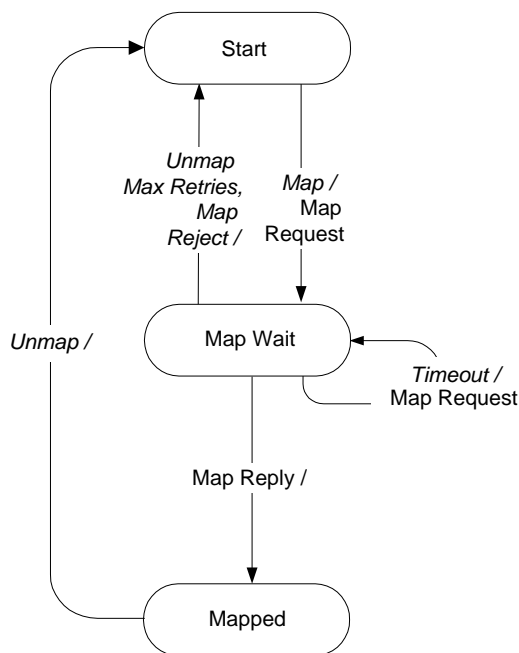 Start
Unmap
Max Retries,
Map
Reject /
Map /
Map
Request
Unmap /
Map Wait
Timeout /
Map Request
Map Reply /
Mapped